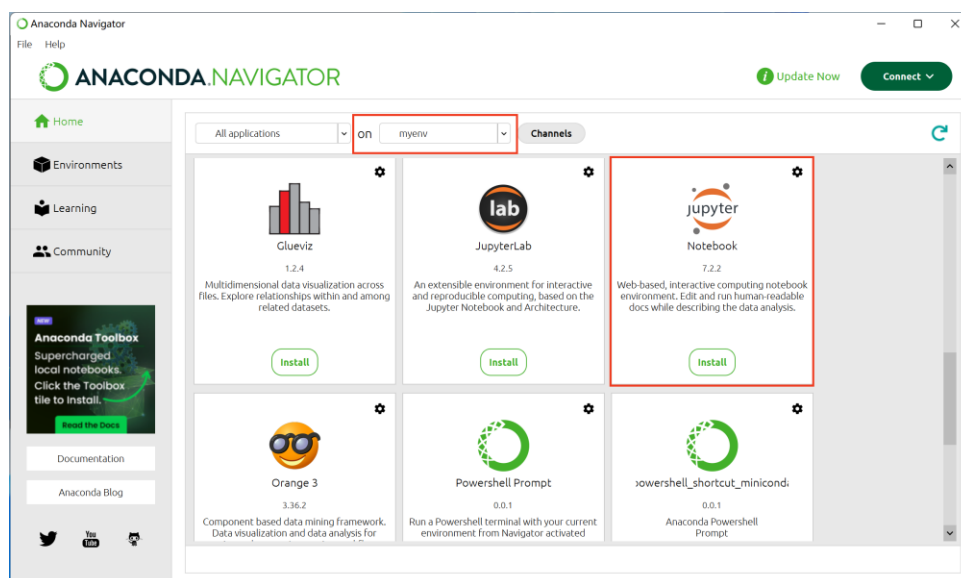 Anaconda Navigator
File Help
ANACONDA.NAVIGATOR
i Update Now
Connect
Home
Environments
Learning
Community
All applications on myenv Channels
Glueviz
1.2.4
Multidimensional data visualization across
files. Explore relationships within and among
related datasets.
Install
lab
JupyterLab
4.2.5
An extensible environment for interactive
and reproducible computing, based on the
Jupyter Notebook and Architecture.
Install
jupyter
Notebook
7.2.2
Web-based, interactive computing notebook
environment. Edit and run human-readable
docs while describing the data analysis.
Install
Orange 3
3.36.2
Component based data mining framework.
Data visualization and data analysis for
Powershell Prompt
0.0.1
Run a Powershell terminal with your current
environment from Navigator activated
powershell_shortcut_minicond
0.0.1
Anaconda Powershell
Prompt
NEW
Anaconda Toolbox
Supercharged
local notebooks.
Click the Toolbox
tile to Install.
Read the Docs
Documentation
Anaconda Blog
You
Tube